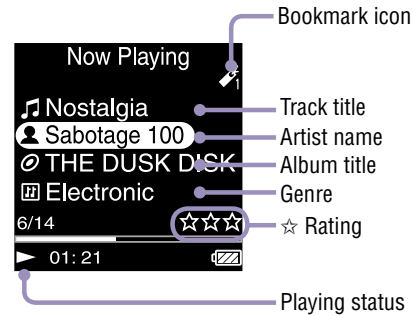 Bookmark icon
Now Playing
1
Nostalgia
Track title
Sabotage 100
Artist name
THE DUSK DISK
Album title
Electronic
Genre
6/14
☆☆☆
☆ Rating
01:21
Playing status